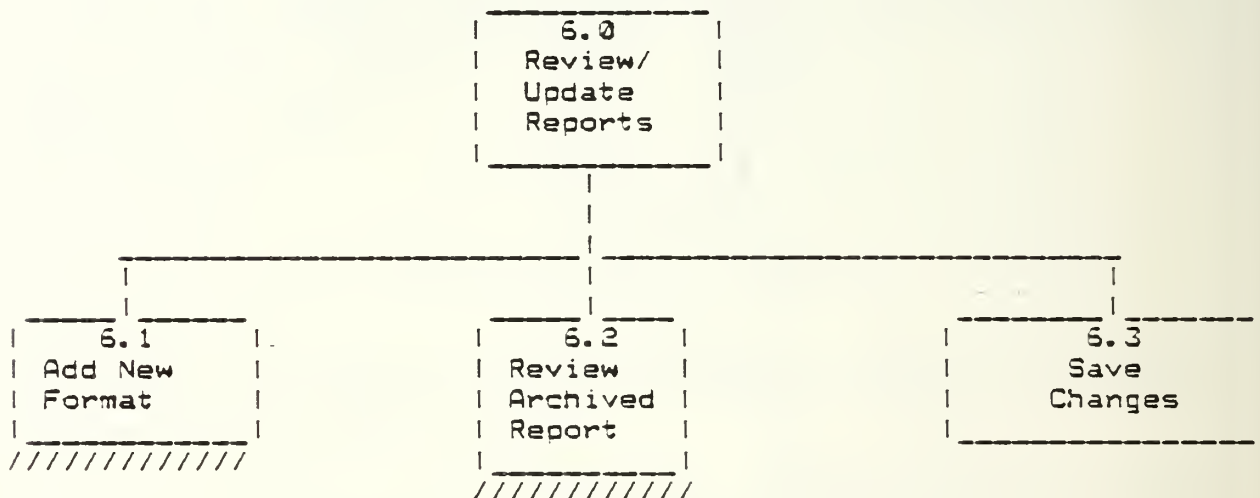 6.0
Review/
Update
Reports
6.1
Add New
Format
6.2
Review
Archived
Report
6.3
Save
Changes